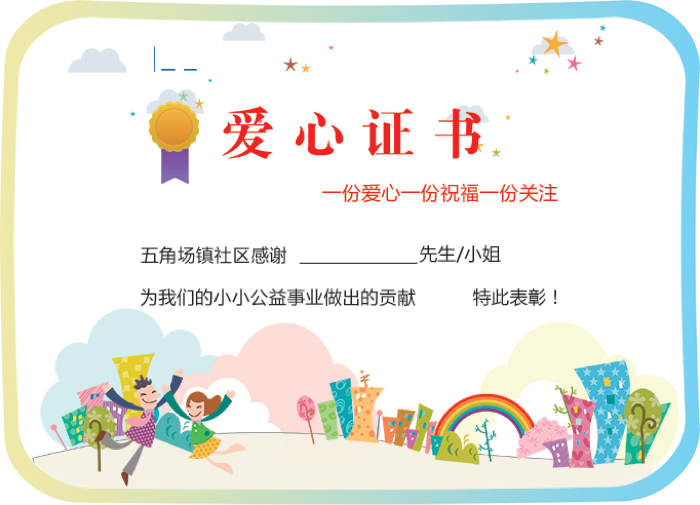 爱心证书
一份爱心一份祝福一份关注
五角场镇社区感谢 ____________ 先生/小姐
为我们的小小公益事业做出的贡献 特此表彰！